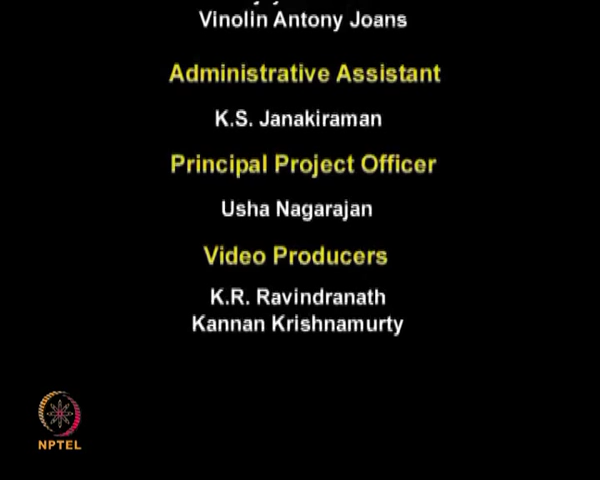 Vinolin Antony Joans
Administrative Assistant
K.S. Janakiraman
Principal Project Officer
Usha Nagarajan
Video Producers
K.R. Ravindranath
Kannan Krishnamurty
NPTEL